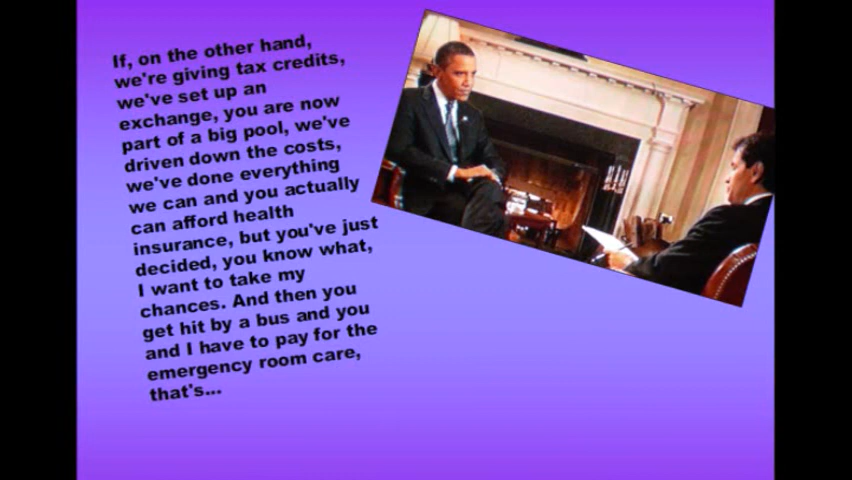 If, on the other hand,
we're giving tax credits,
we've set up an
exchange, you are now
part of a big pool, we've
driven down the costs,
we've done everything
we can and you actually
can afford health
insurance, but you've just
decided, you know what,
I want to take my
chances. And then you
get hit by a bus and you
and I have to pay for the
emergency room care,
that's...